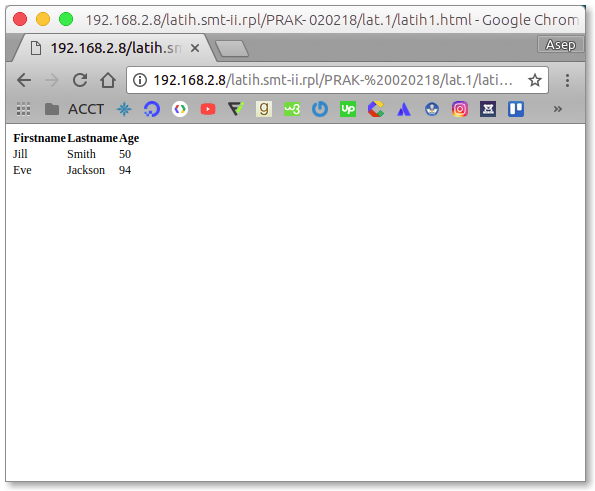 192.168.2.8/latih.smt-ii.rpl/PRAK- 020218/lat.1/latih1.html - Google Chrom
192.168.2.8/latih.sm
Asep
192.168.2.8/latih.smt-ii.rpl/PRAK-%20020218/lat.1/lati…
ACCT g w3 up »
Firstname Lastname Age
Jill Smith 50
Eve Jackson 94